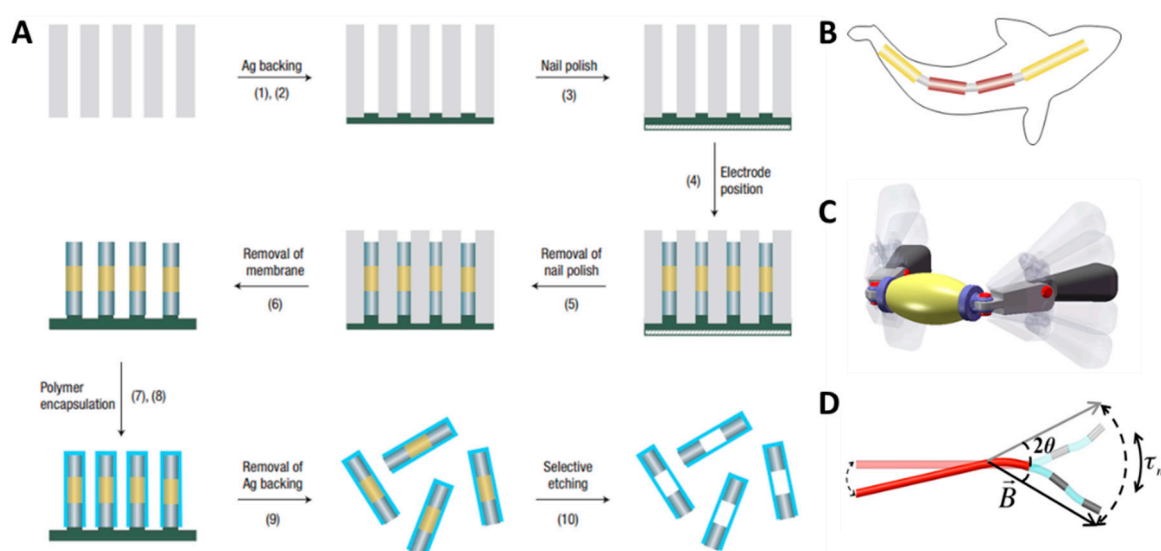 A
Ag backing
(1), (2)
Nail polish
(3)
(4)
Electrode
position
Removal of
nail polish
(5)
Removal of
membrane
(6)
Polymer
encapsulation
(7), (8)
Removal of
Ag backing
(9)
Selective
etching
(10)
B
C
D
2θ
B